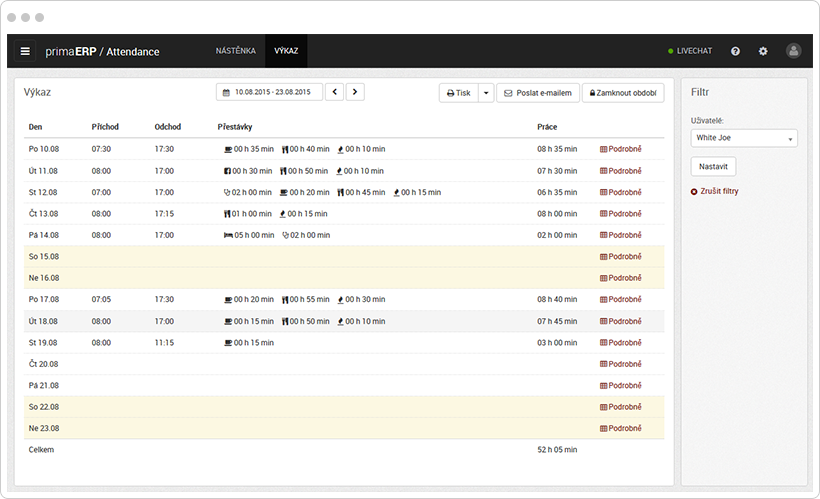 primaERP / Attendance NÁSTĚNKA VÝKAZ LIVECHAT
Výkaz 10.08.2015 - 23.08.2015 Tisk Poslat e-mailem Zamknout období
Filtr
Den Příchod Odchod Přestávky Práce
Po 10.08 07:30 17:30 00 h 35 min 00 h 40 min 00 h 10 min 08 h 35 min Podrobně
Út 11.08 08:00 17:00 00 h 30 min 00 h 50 min 00 h 10 min 07 h 30 min Podrobně
St 12.08 07:00 17:00 02 h 00 min 00 h 20 min 00 h 45 min 00 h 15 min 06 h 35 min Podrobně
Čt 13.08 08:00 17:15 01 h 00 min 00 h 15 min 08 h 00 min Podrobně
Pá 14.08 08:00 17:00 05 h 00 min 02 h 00 min 02 h 00 min Podrobně
So 15.08 Podrobně
Ne 16.08 Podrobně
Po 17.08 07:05 17:30 00 h 20 min 00 h 55 min 00 h 30 min 08 h 40 min Podrobně
Út 18.08 08:00 17:00 00 h 15 min 00 h 50 min 00 h 10 min 07 h 45 min Podrobně
St 19.08 08:00 11:15 00 h 15 min 03 h 00 min Podrobně
Čt 20.08 Podrobně
Pá 21.08 Podrobně
So 22.08 Podrobně
Ne 23.08 Podrobně
Celkem 52 h 05 min
Uživatelé:
White Joe
Nastavit
Zrušit filtry